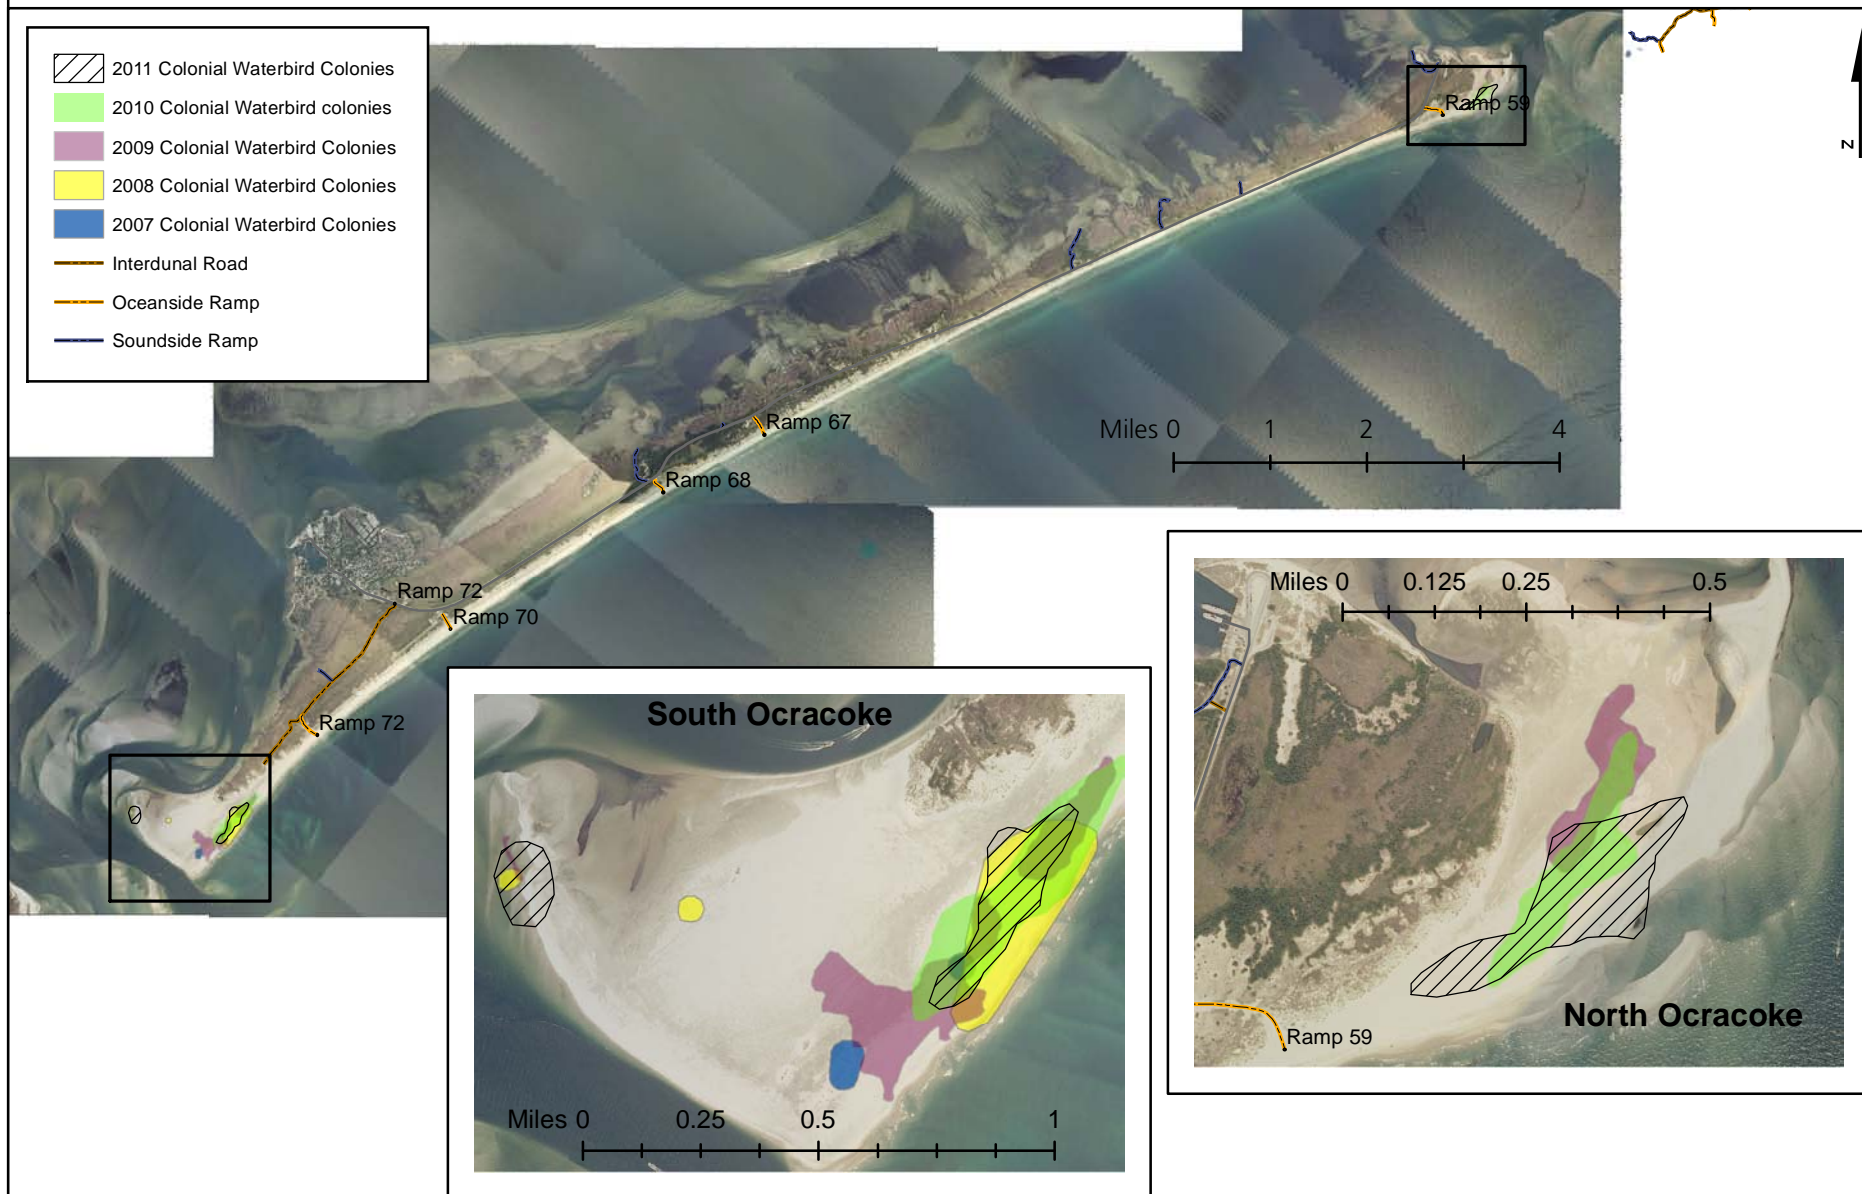 2011 Colonial Waterbird Colonies
2010 Colonial Waterbird colonies
2009 Colonial Waterbird Colonies
2008 Colonial Waterbird Colonies
2007 Colonial Waterbird Colonies
Interdunal Road
Oceanside Ramp
Soundside Ramp
Ramp 59
N
Ramp 67
Miles 0 1 2 4
Ramp 68
Ramp 72
Ramp 70
Ramp 72
South Ocracoke
Miles 0 0.25 0.5 1
Miles 0 0.125 0.25 0.5
North Ocracoke
Ramp 59